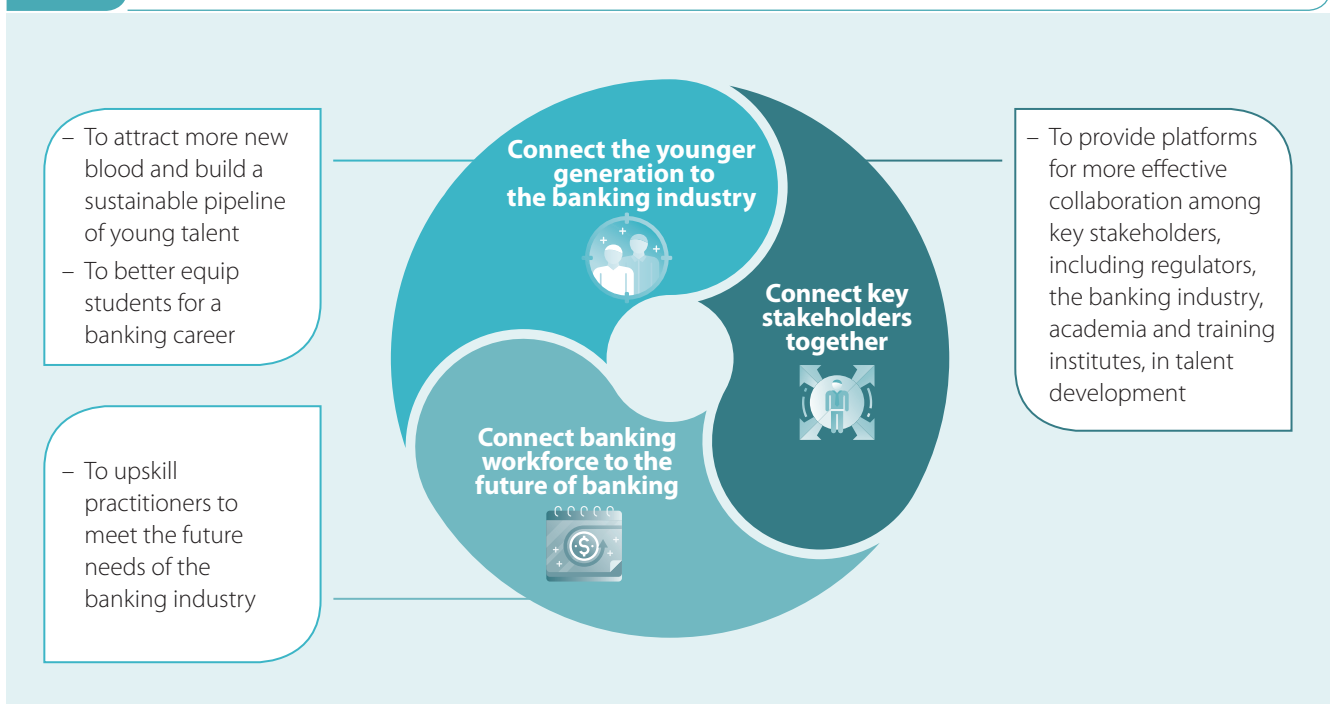 – To attract more new
blood and build a
sustainable pipeline
of young talent
– To better equip
students for a
banking career
Connect the younger
generation to
the banking industry
– To provide platforms
for more effective
collaboration among
key stakeholders,
including regulators,
the banking industry,
academia and training
institutes, in talent
development
Connect key
stakeholders
together
– To upskill
practitioners to
meet the future
needs of the
banking industry
Connect banking
workforce to the
future of banking
$